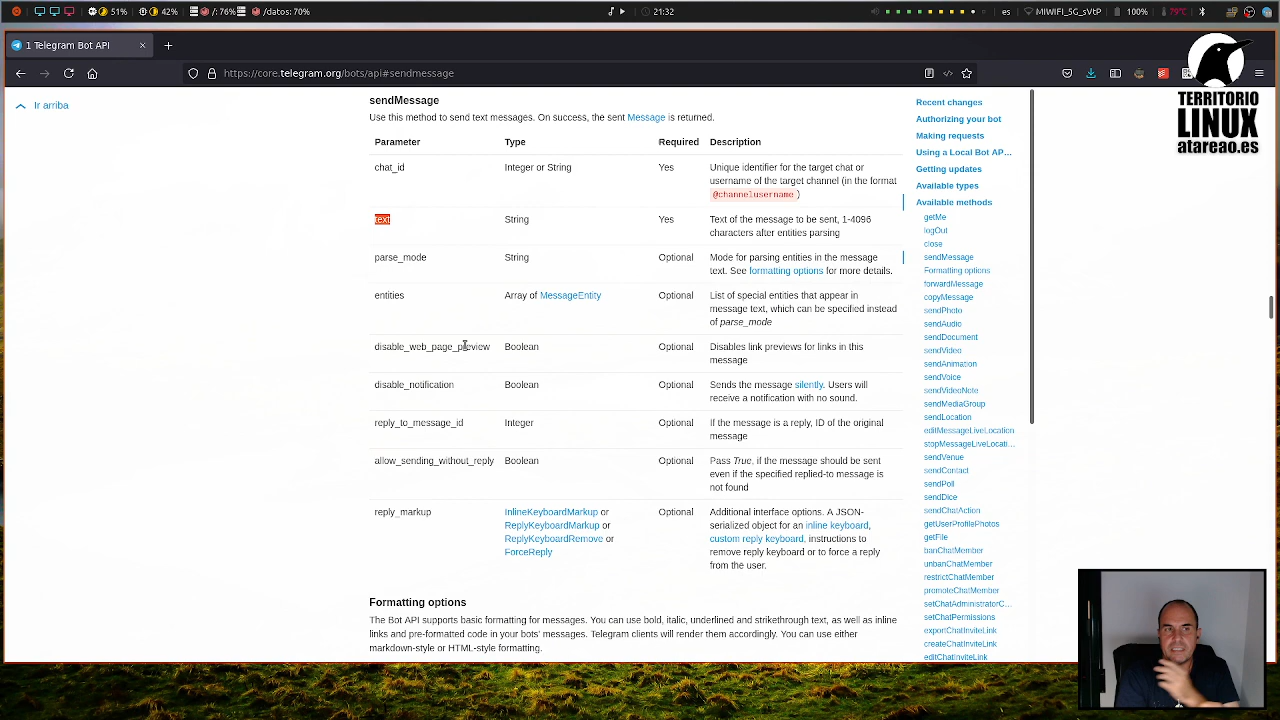 51%
42%
/:76%
/datos 70%
21:32
es
MIWIFI_5G_VvtP
100%
79°C
1 Telegram Bot API
https://core.telegram.org/bots/api#sendmessage
TERRITORIO
LINUX
atareao.es
Ir arriba
sendMessage
Use this method to send text messages. On success, the sent Message is returned.
Parameter Type Required Description
chat_id Integer or String Yes Unique identifier for the target chat or
username of the target channel (in the format
@channelusername )
text String Yes Text of the message to be sent, 1-4096
characters after entities parsing
parse_mode String Optional Mode for parsing entities in the message
text. See formatting options for more details.
entities Array of MessageEntity Optional List of special entities that appear in
message text, which can be specified instead
of parse_mode
disable_web_page_preview Boolean Optional Disables link previews for links in this
message
disable_notification Boolean Optional Sends the message silently. Users will
receive a notification with no sound.
reply_to_message_id Integer Optional If the message is a reply, ID of the original
message
allow_sending_without_reply Boolean Optional Pass True, if the message should be sent
even if the specified replied-to message is
not found
reply_markup InlineKeyboardMarkup or Optional Additional interface options. A JSON-
ReplyKeyboardMarkup or serialized object for an inline keyboard,
ReplyKeyboardRemove or custom reply keyboard, instructions to
ForceReply remove reply keyboard or to force a reply
from the user.
Formatting options
The Bot API supports basic formatting for messages. You can use bold, italic, underlined and strikethrough text, as well as inline
links and pre-formatted code in your bots' messages. Telegram clients will render them accordingly. You can use either
markdown-style or HTML-style formatting.
Recent changes
Authorizing your bot
Making requests
Using a Local Bot AP…
Getting updates
Available types
Available methods
getMe
logOut
close
sendMessage
Formatting options
forwardMessage
copyMessage
sendPhoto
sendAudio
sendDocument
sendVideo
sendAnimation
sendVoice
sendVideoNote
sendMediaGroup
sendLocation
editMessageLiveLocation
stopMessageLiveLocati…
sendVenue
sendContact
sendPoll
sendDice
sendChatAction
getUserProfilePhotos
getFile
banChatMember
unbanChatMember
restrictChatMember
promoteChatMember
setChatAdministratorC…
setChatPermissions
exportChatInviteLink
createChatInviteLink
editChatInviteLink